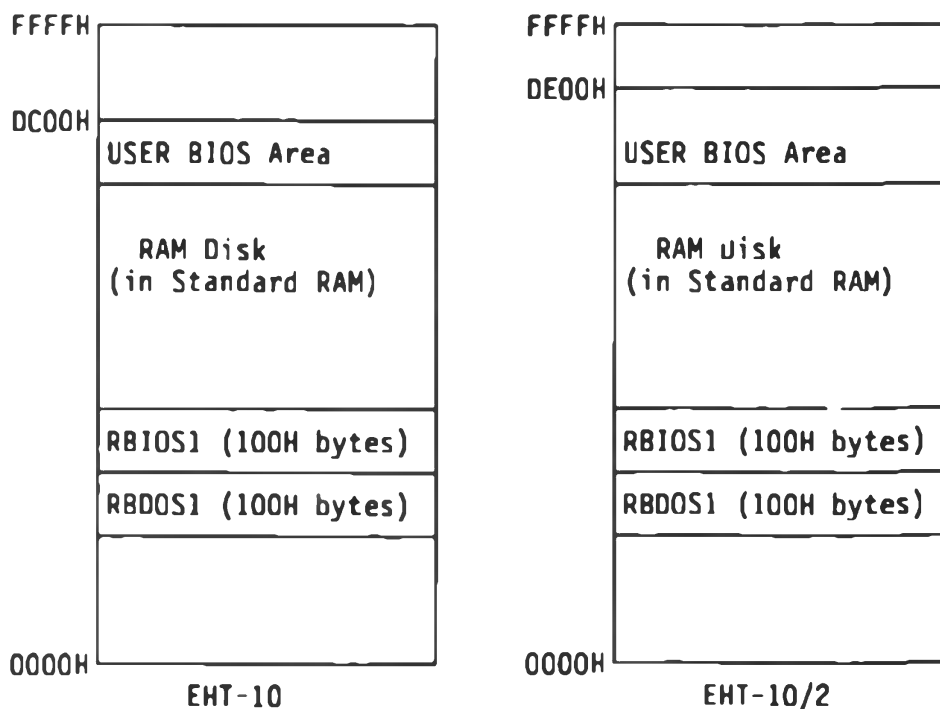 FFFFH
DC00H
USER BIOS Area
RAM Disk
(in Standard RAM)
RBIOS1 (100H bytes)
RBDOS1 (100H bytes)
0000H
EHT-10
FFFFH
DE00H
USER BIOS Area
RAM Disk
(in Standard RAM)
RBIOS1 (100H bytes)
RBDOS1 (100H bytes)
0000H
EHT-10/2